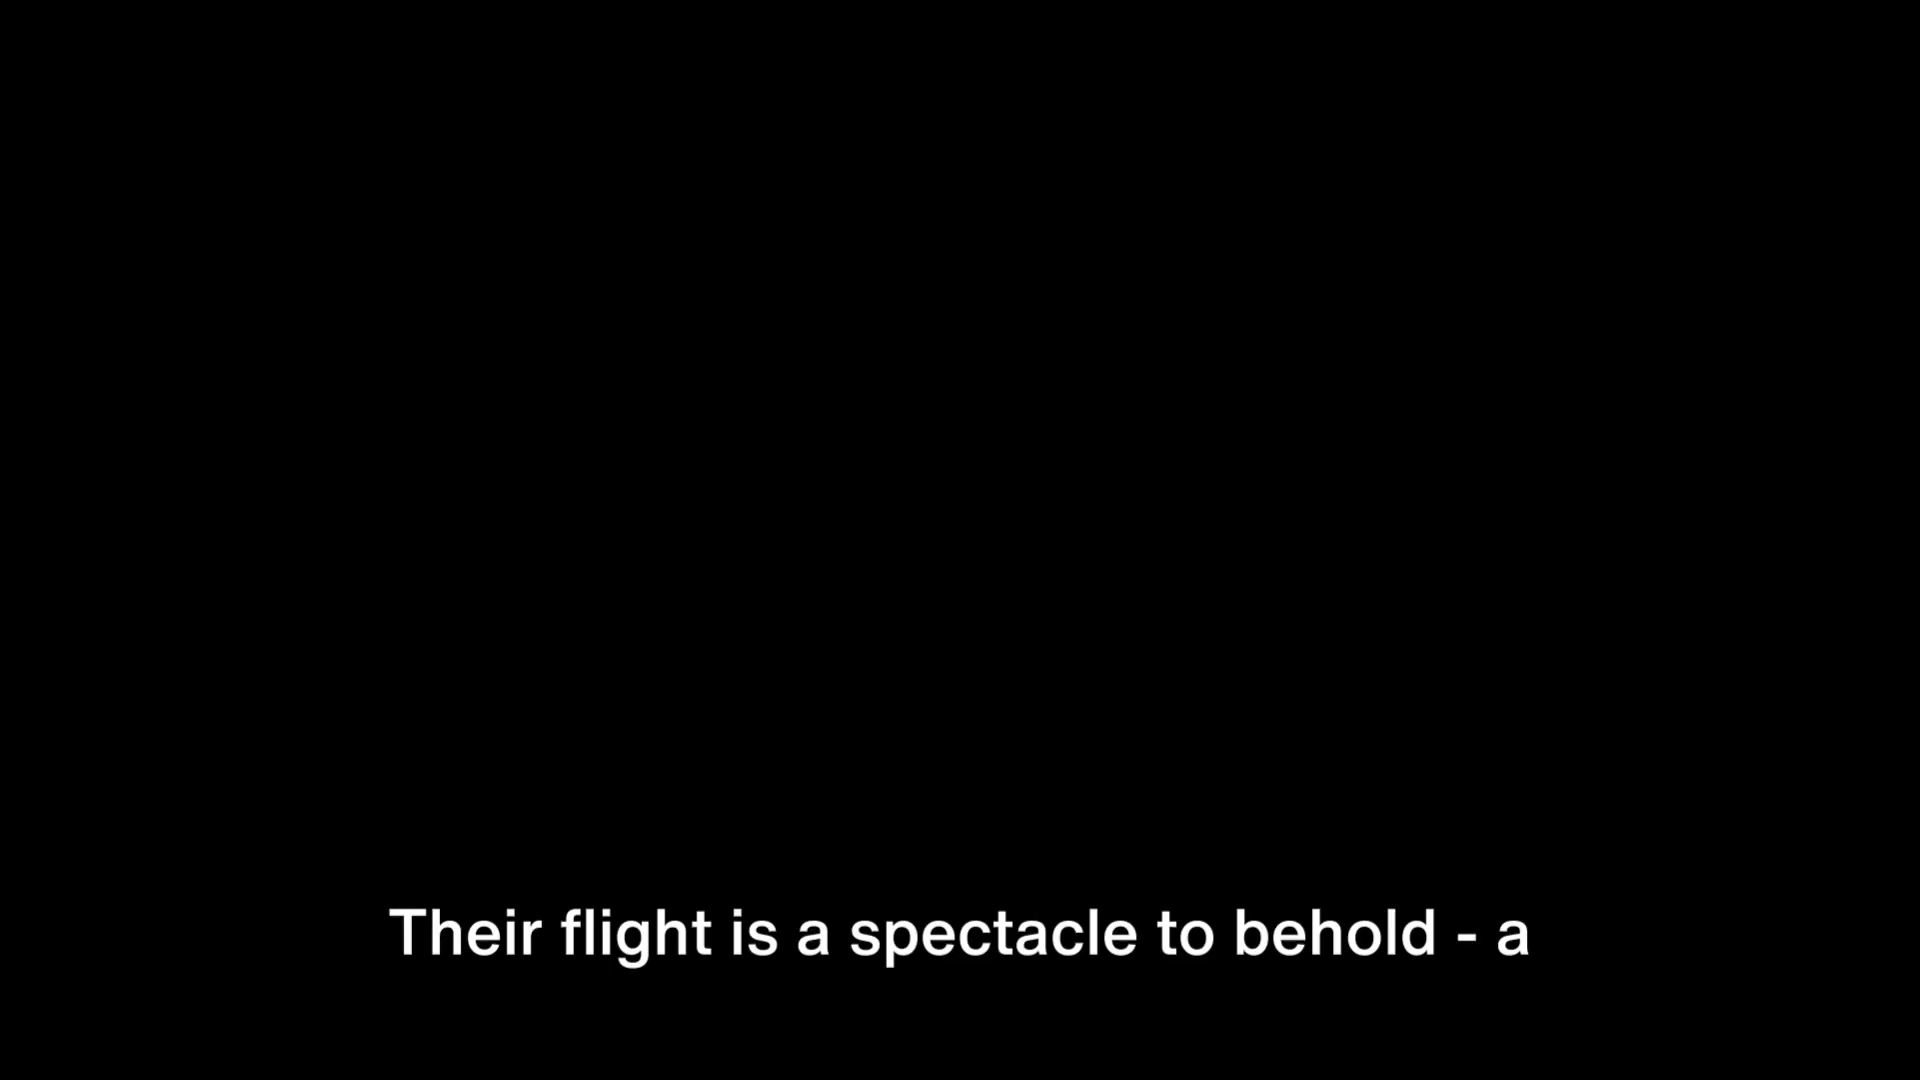 Their flight is a spectacle to behold - a